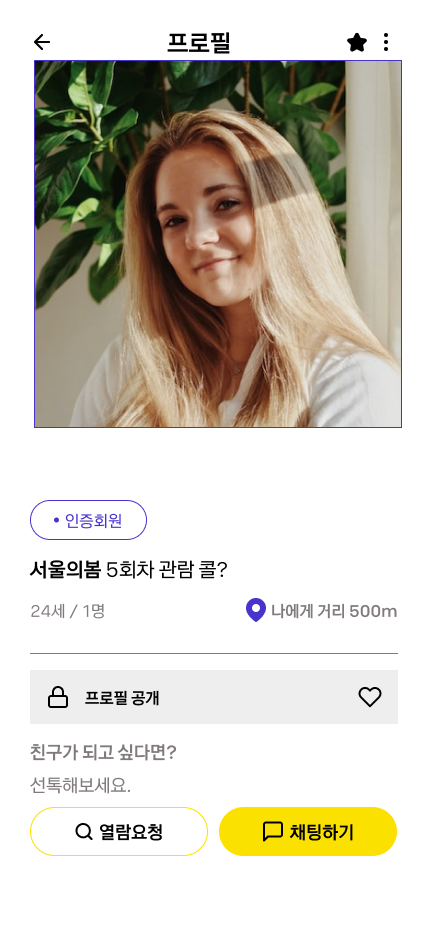 프로필
인증회원
서울의봄 5회차 관람 콜?
24세 / 1명
나에게 거리 500m
프로필 공개
친구가 되고 싶다면?
선톡해보세요.
열람요청
채팅하기